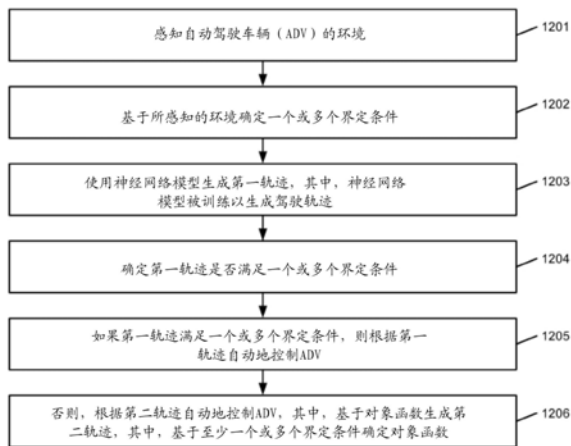 感知自动驾驶车辆（ADV）的环境
1201
基于所感知的环境确定一个或多个界定条件
1202
使用神经网络模型生成第一轨迹，其中，神经网络
模型被训练以生成驾驶轨迹
1203
确定第一轨迹是否满足一个或多个界定条件
1204
如果第一轨迹满足一个或多个界定条件，则根据第一
轨迹自动地控制ADV
1205
否则，根据第二轨迹自动地控制ADV，其中，基于对象函数生成第
二轨迹，其中，基于至少一个或多个界定条件确定对象函数
1206